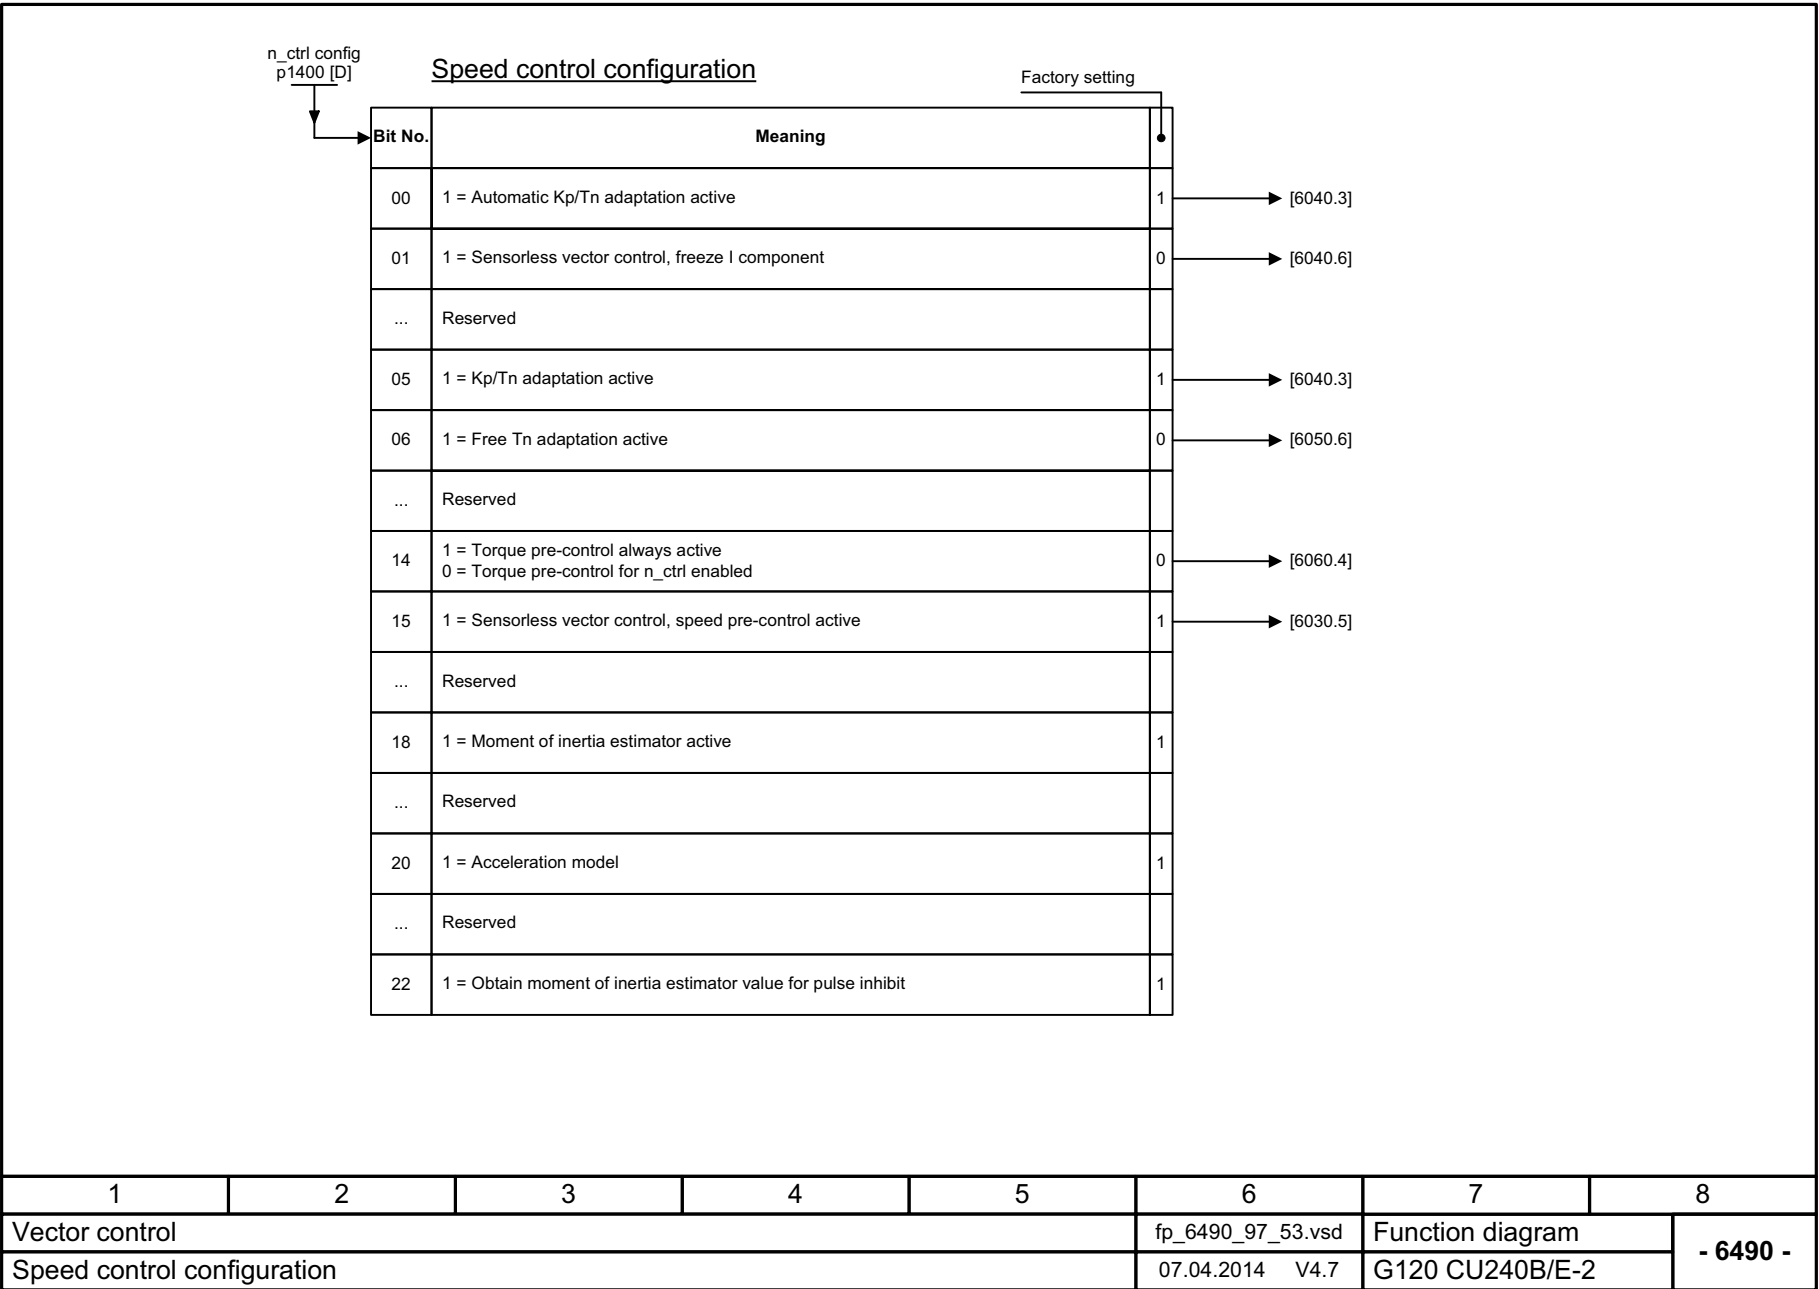 n_ctrl config
p1400 [D]
Speed control configuration
Factory setting
Bit No. Meaning
00 1 = Automatic Kp/Tn adaptation active 1 [6040.3]
01 1 = Sensorless vector control, freeze I component 0 [6040.6]
... Reserved
05 1 = Kp/Tn adaptation active 1 [6040.3]
06 1 = Free Tn adaptation active 0 [6050.6]
... Reserved
14 1 = Torque pre-control always active
0 = Torque pre-control for n_ctrl enabled 0 [6060.4]
15 1 = Sensorless vector control, speed pre-control active 1 [6030.5]
... Reserved
18 1 = Moment of inertia estimator active 1
... Reserved
20 1 = Acceleration model 1
... Reserved
22 1 = Obtain moment of inertia estimator value for pulse inhibit 1
1 2 3 4 5 6 7 8
Vector control fp_6490_97_53.vsd Function diagram
- 6490 -
Speed control configuration 07.04.2014 V4.7 G120 CU240B/E-2